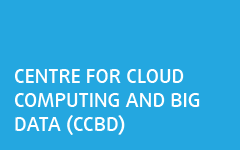 CENTRE FOR CLOUD
COMPUTING AND BIG
DATA (CCBD)